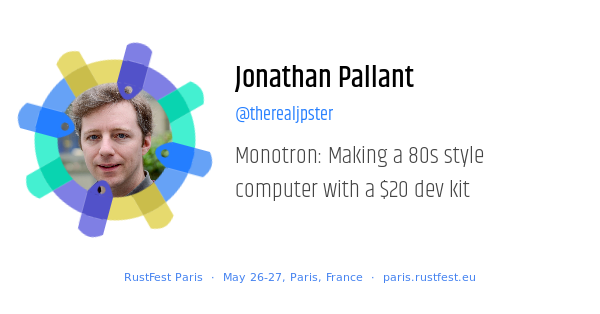 Jonathan Pallant
@therealjpster
Monotron: Making a 80s style
computer with a $20 dev kit
RustFest Paris · May 26-27, Paris, France · paris.rustfest.eu